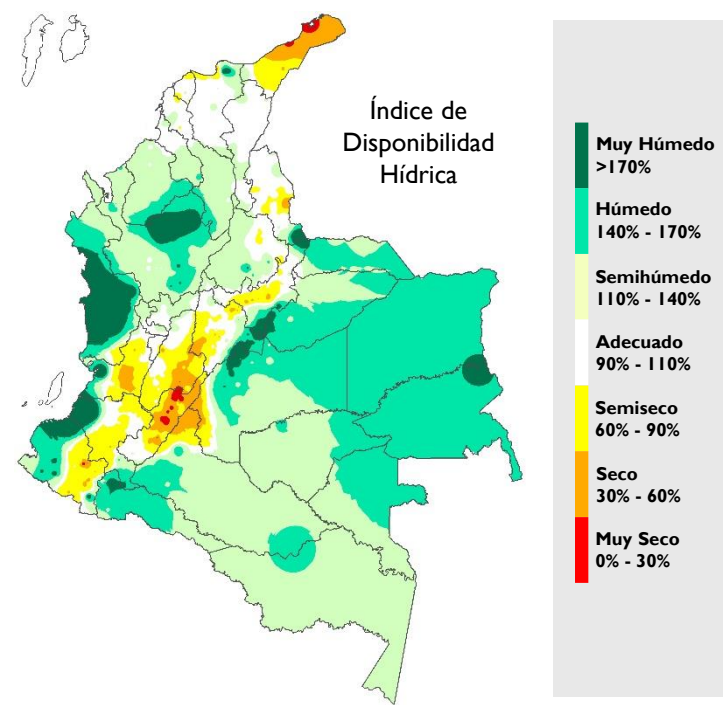 Índice de
Disponibilidad
Hídrica
Muy Húmedo
>170%
Húmedo
140% - 170%
Semihúmedo
110% - 140%
Adecuado
90% - 110%
Semiseco
60% - 90%
Seco
30% - 60%
Muy Seco
0% - 30%